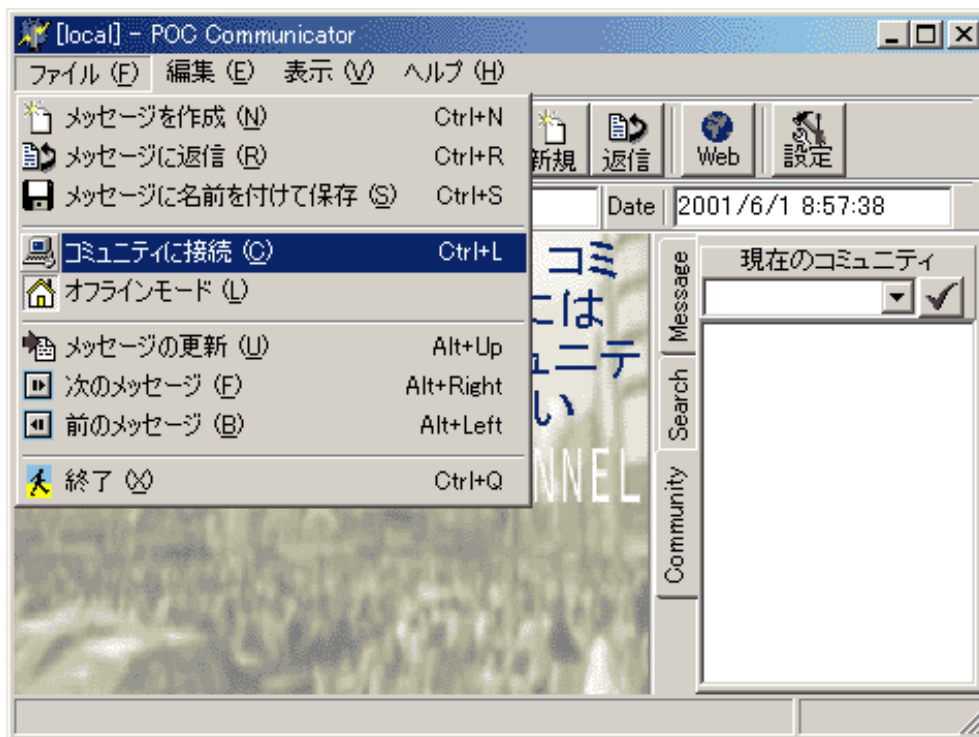 [local] - POC Communicator
ファイル (F) 編集 (E) 表示 (V) ヘルプ (H)
メッセージを作成 (N) Ctrl+N
メッセージに返信 (R) Ctrl+R
メッセージに名前を付けて保存 (S) Ctrl+S
コミュニティに接続 (C) Ctrl+L
オフラインモード (L)
メッセージの更新 (U) Alt+Up
次のメッセージ (F) Alt+Right
前のメッセージ (B) Alt+Left
終了 (X) Ctrl+Q
新規 返信 Web 設定
Date 2001/6/1 8:57:38
コミ
には
ュニテ
い
NNEL
Message
Search
Community
現在のコミュニティ